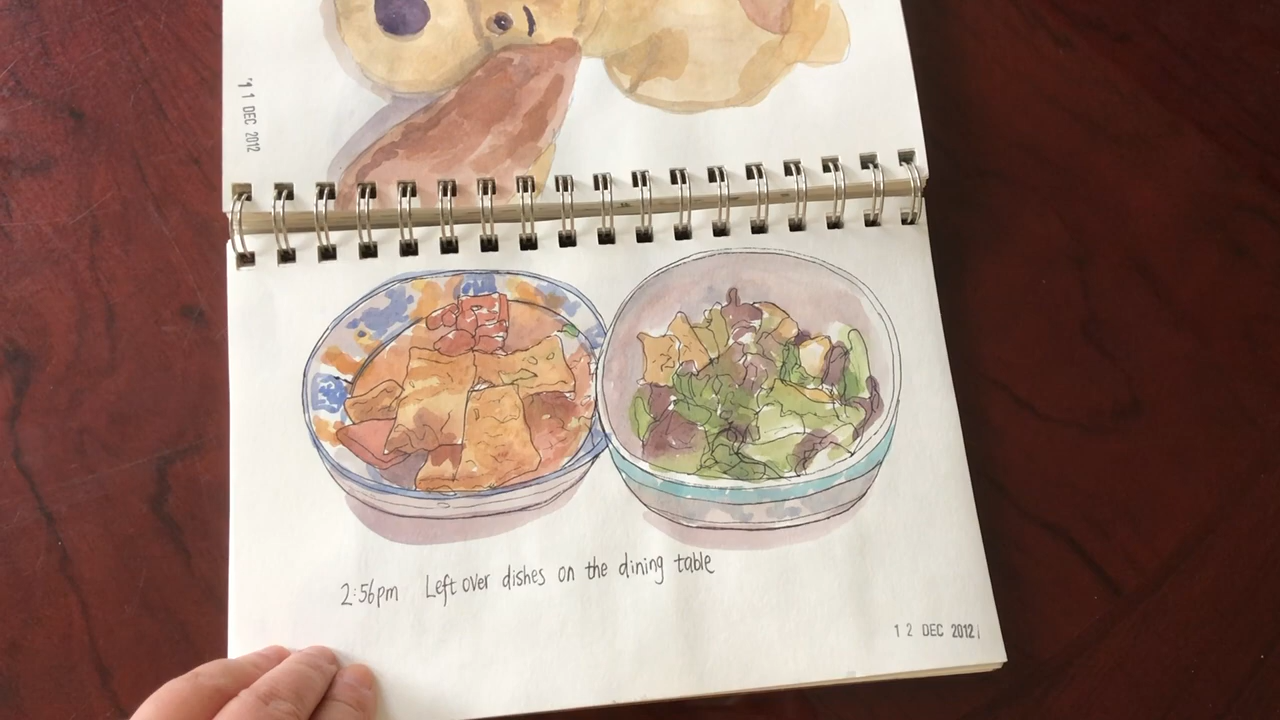 11 DEC 2012
2:56pm Left over dishes on the dining table
12 DEC 2012